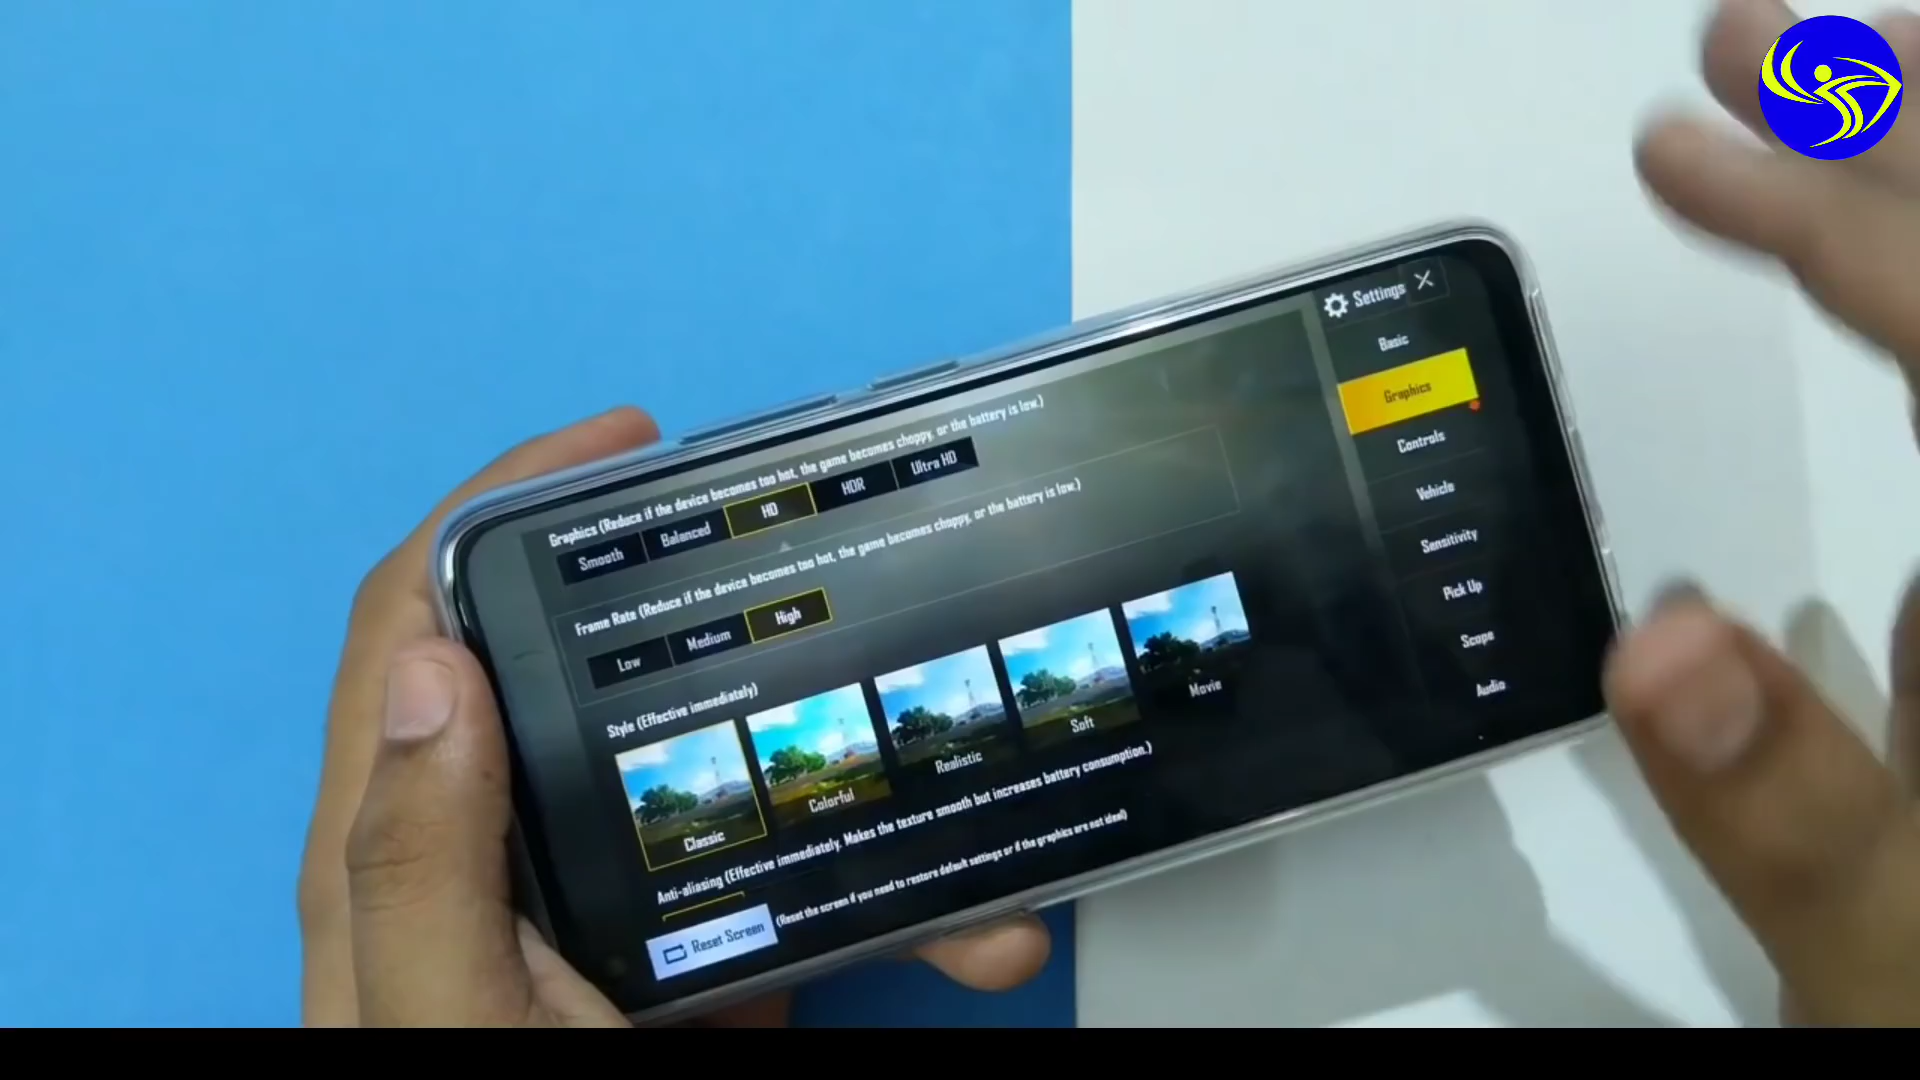 Settings
Basic
Graphics
Controls
Vehicle
Sensitivity
Pick Up
Scope
Audio
Graphics (Reduce if the device becomes too hot, the game becomes choppy, or the battery is low.)
Smooth Balanced HD HDR Ultra HD
Frame Rate (Reduce if the device becomes too hot, the game becomes choppy, or the battery is low.)
Low Medium High
Style (Effective immediately)
Classic Colorful Realistic Soft Movie
Anti-aliasing (Effective immediately. Makes the texture smooth but increases battery consumption.)
Reset Screen (Reset the screen if you need to restore default settings or if the graphics are not ideal)